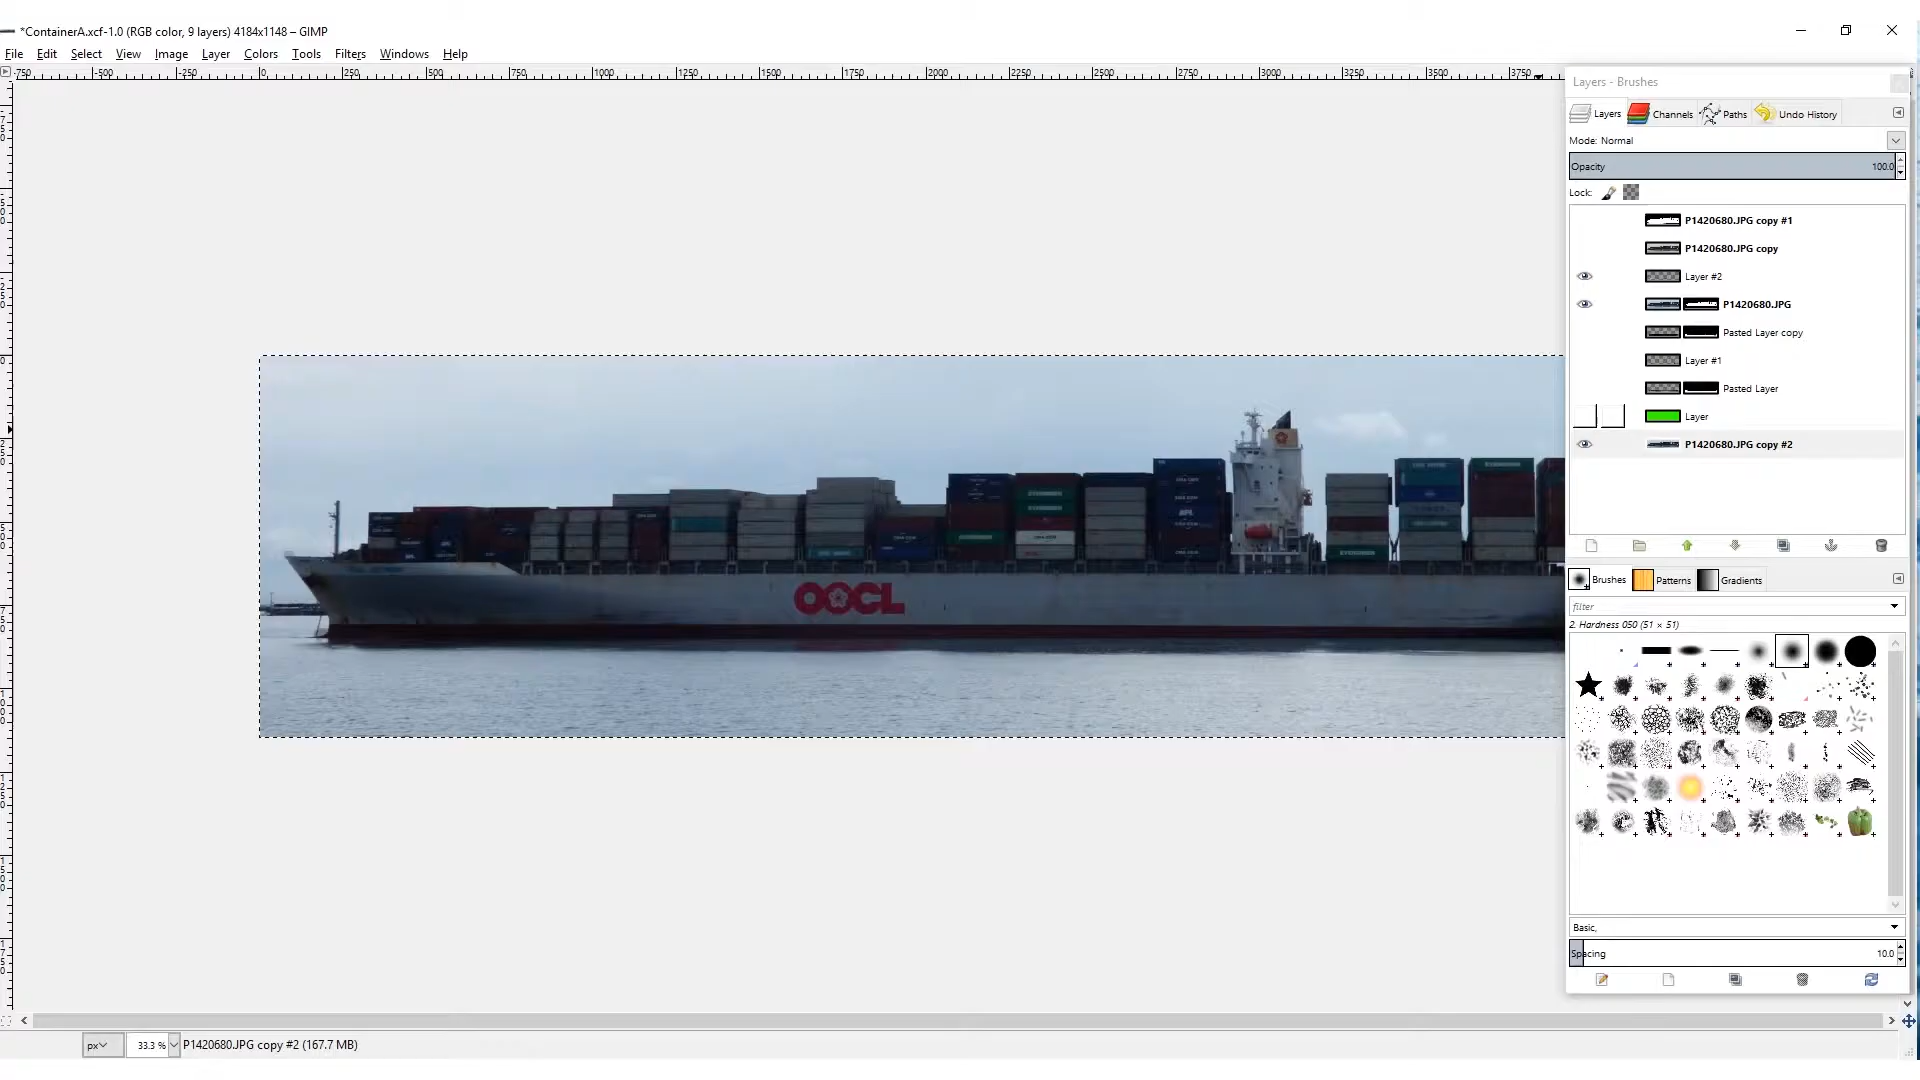 *ContainerA.xcf-1.0 (RGB color, 9 layers) 4184x1148 – GIMP
File Edit Select View Image Layer Colors Tools Filters Windows Help
-750 -500 -250 0 250 500 750 1000 1250 1500 1750 2000 2250 2500 2750 3000 3250 3500 3750
Layers - Brushes
Layers Channels Paths Undo History
Mode: Normal
Opacity 100.0
Lock:
P1420680.JPG copy #1
P1420680.JPG copy
Layer #2
P1420680.JPG
Pasted Layer copy
Layer #1
Pasted Layer
Layer
P1420680.JPG copy #2
OOCL
EVERGREEN
EVERGREEN
APL
Brushes Patterns Gradients
filter
2. Hardness 050 (51 × 51)
Basic,
Spacing 10.0
px 33.3 % P1420680.JPG copy #2 (167.7 MB)